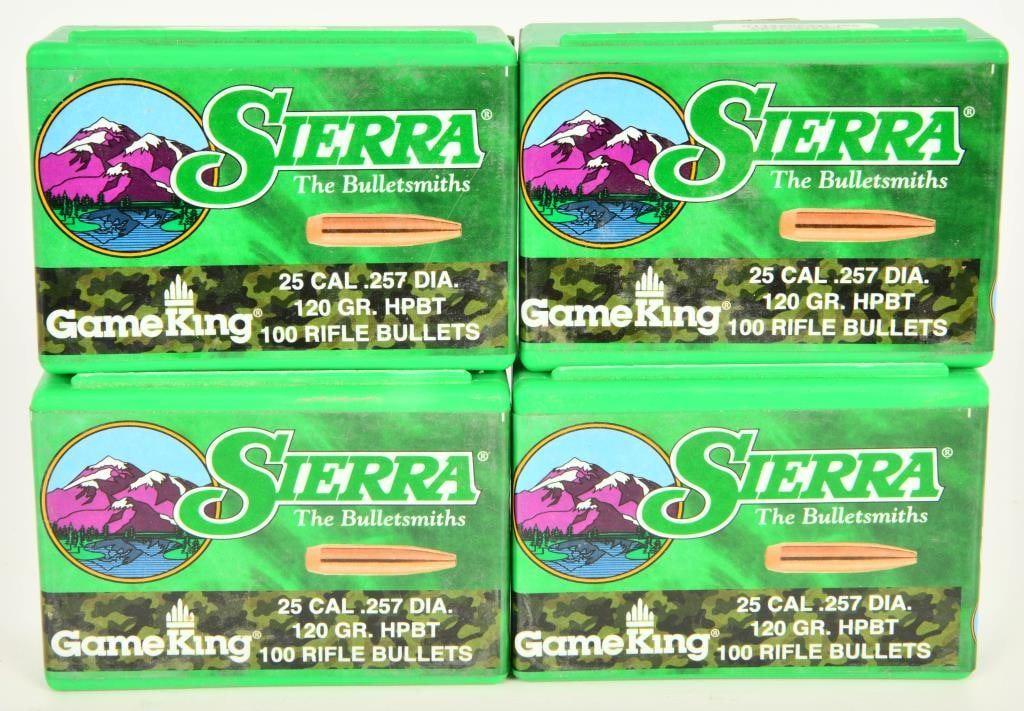 SIERRA®
The Bulletsmiths
25 CAL .257 DIA.
120 GR. HPBT
GameKing® 100 RIFLE BULLETS
SIERRA®
The Bulletsmiths
25 CAL .257 DIA.
120 GR. HPBT
GameKing® 100 RIFLE BULLETS
SIERRA®
The Bulletsmiths
25 CAL .257 DIA.
120 GR. HPBT
GameKing® 100 RIFLE BULLETS
SIERRA®
The Bulletsmiths
25 CAL .257 DIA.
120 GR. HPBT
GameKing® 100 RIFLE BULLETS